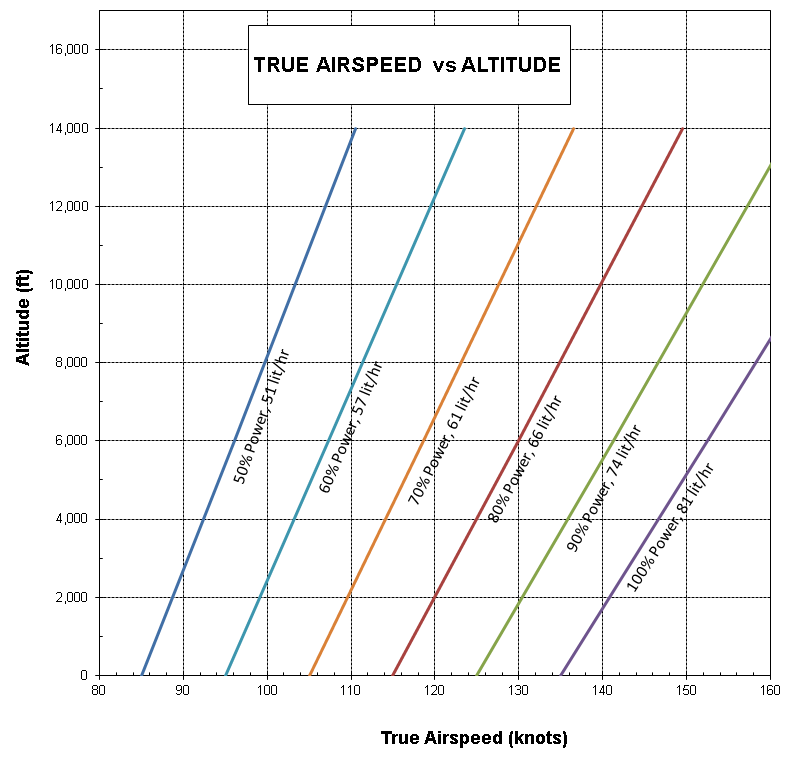 TRUE AIRSPEED vs ALTITUDE
16,000
14,000
12,000
10,000
8,000
6,000
4,000
2,000
0
Altitude (ft)
50% Power, 51 lit/hr
60% Power, 57 lit/hr
70% Power, 61 lit/hr
80% Power, 66 lit/hr
90% Power, 74 lit/hr
100% Power, 81 lit/hr
80 90 100 110 120 130 140 150 160
True Airspeed (knots)